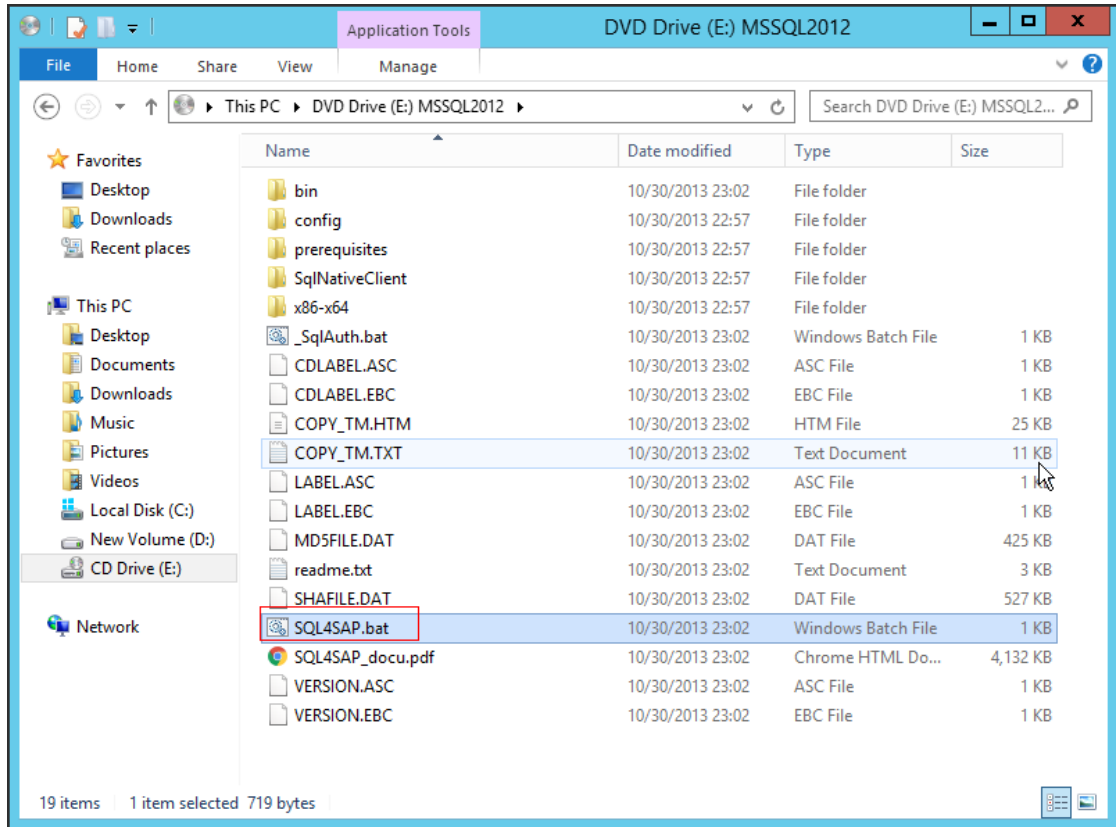 Application Tools
DVD Drive (E:) MSSQL2012
File Home Share View Manage
This PC DVD Drive (E:) MSSQL2012
Search DVD Drive (E:) MSSQL2...
Name Date modified Type Size
Favorites
Desktop
Downloads
Recent places
This PC
Desktop
Documents
Downloads
Music
Pictures
Videos
Local Disk (C:)
New Volume (D:)
CD Drive (E:)
Network
bin 10/30/2013 23:02 File folder
config 10/30/2013 22:57 File folder
prerequisites 10/30/2013 22:57 File folder
SqlNativeClient 10/30/2013 22:57 File folder
x86-x64 10/30/2013 22:57 File folder
_SqlAuth.bat 10/30/2013 23:02 Windows Batch File 1 KB
CDLABEL.ASC 10/30/2013 23:02 ASC File 1 KB
CDLABEL.EBC 10/30/2013 23:02 EBC File 1 KB
COPY_TM.HTM 10/30/2013 23:02 HTM File 25 KB
COPY_TM.TXT 10/30/2013 23:02 Text Document 11 KB
LABEL.ASC 10/30/2013 23:02 ASC File 1 KB
LABEL.EBC 10/30/2013 23:02 EBC File 1 KB
MD5FILE.DAT 10/30/2013 23:02 DAT File 425 KB
readme.txt 10/30/2013 23:02 Text Document 3 KB
SHAFILE.DAT 10/30/2013 23:02 DAT File 527 KB
SQL4SAP.bat 10/30/2013 23:02 Windows Batch File 1 KB
SQL4SAP_docu.pdf 10/30/2013 23:02 Chrome HTML Do... 4,132 KB
VERSION.ASC 10/30/2013 23:02 ASC File 1 KB
VERSION.EBC 10/30/2013 23:02 EBC File 1 KB
19 items 1 item selected 719 bytes